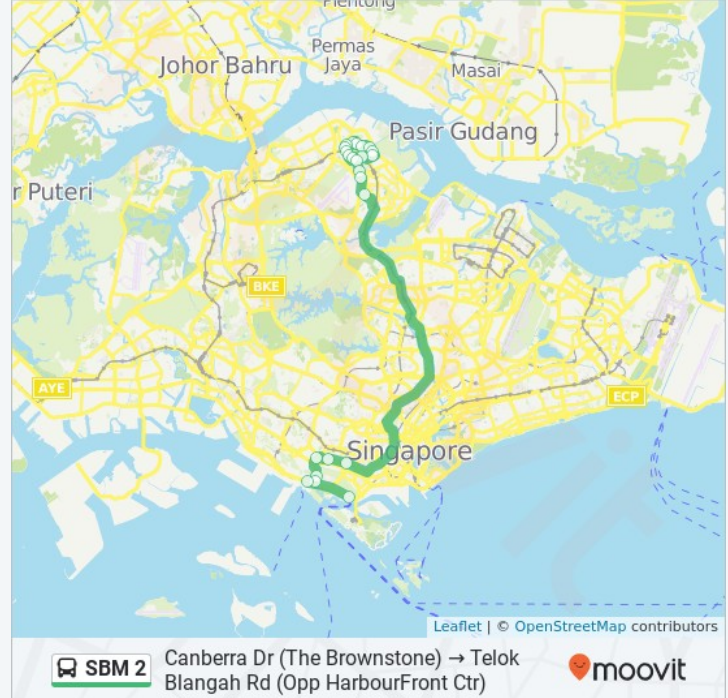 Plentong
Johor Bahru
Permas
Jaya
Masai
Pasir Gudang
r Puteri
BKE
AYE
ECP
Singapore
Leaflet | © OpenStreetMap contributors
SBM 2
Canberra Dr (The Brownstone) → Telok
Blangah Rd (Opp HarbourFront Ctr)
moovit